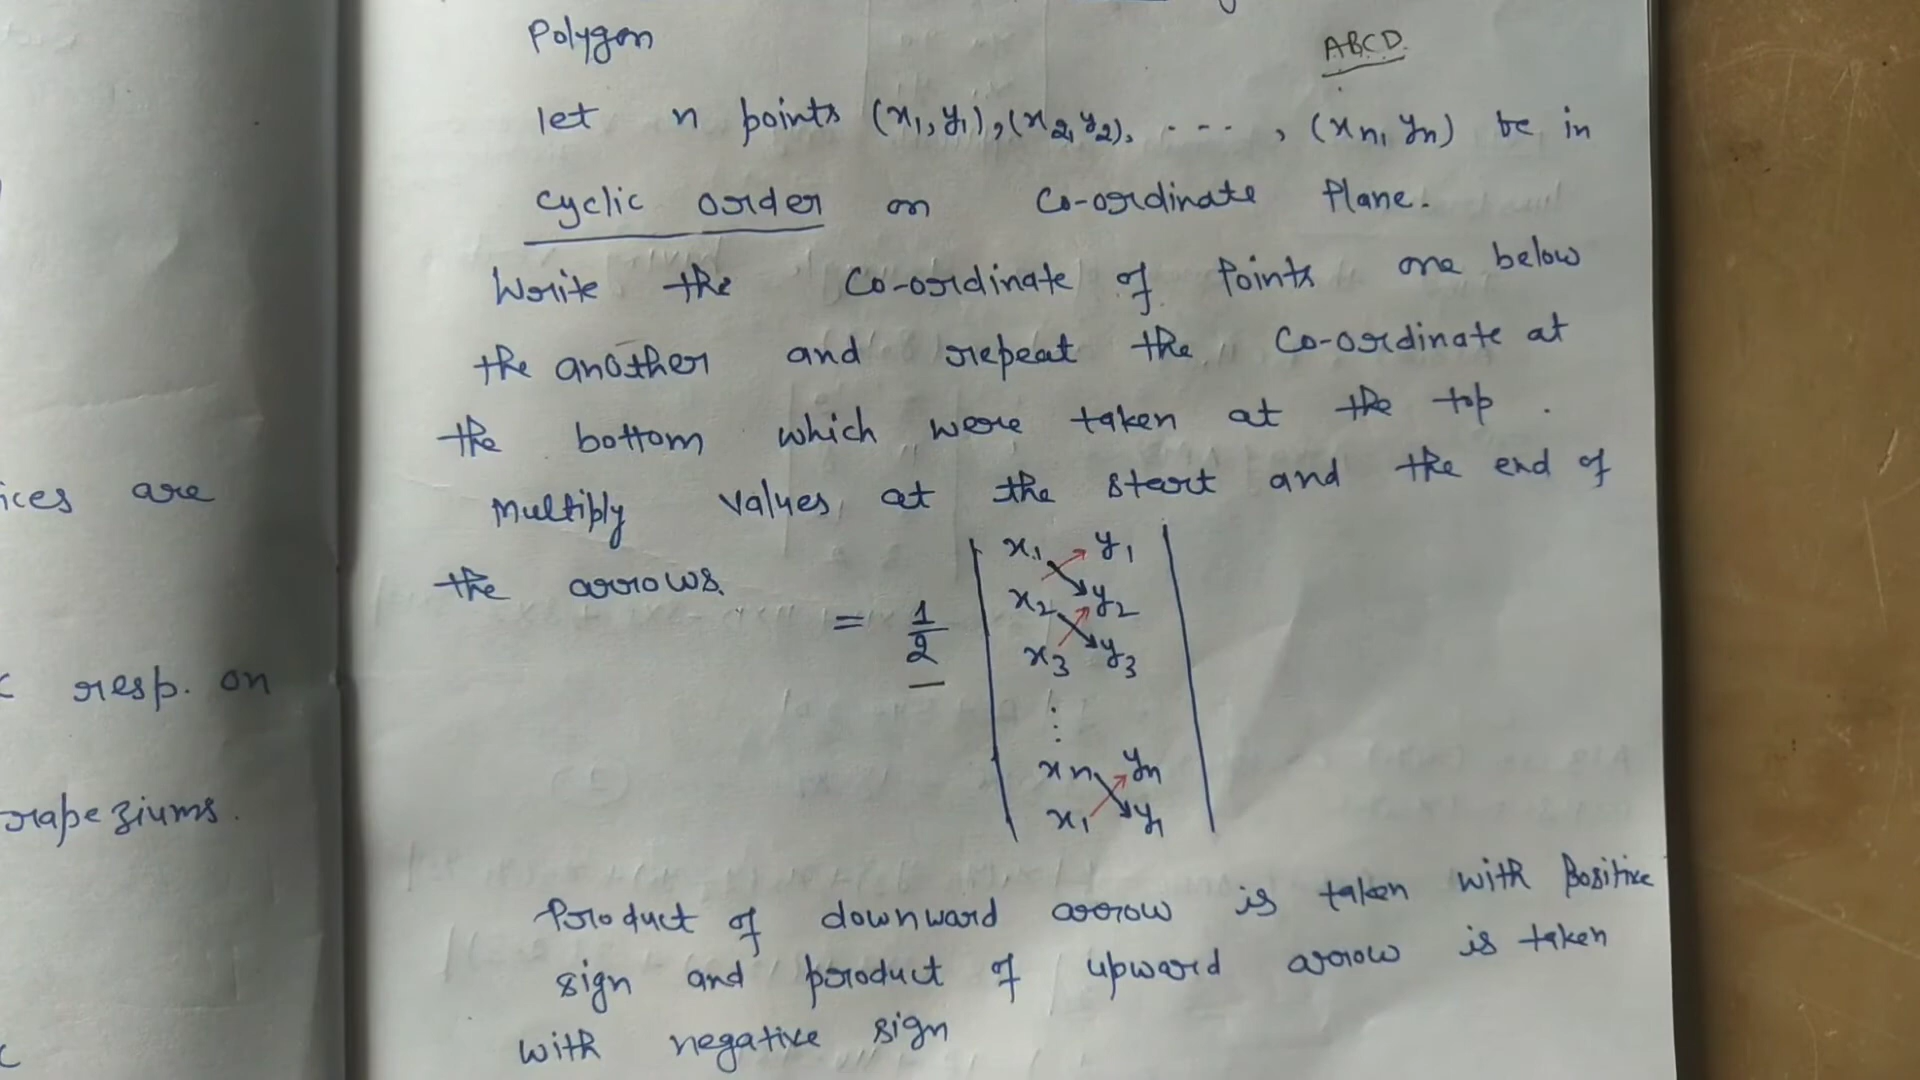 Polygon
ABCD
let n points (x₁, y₁), (x₂, y₂), - - - - , (xₙ, yₙ) be in
cyclic order on Co-ordinate Plane.
Write the Co-ordinate of Points one below
the another and repeat the Co-ordinate at
the bottom which were taken at the top .
Multiply values at the start and the end of
the arrows.
= 1/2 | x₁ y₁
x₂ y₂
x₃ y₃
⋮
xₙ yₙ
x₁ y₁ |
Product of downward arrow is taken with Positive
sign and product of upward arrow is taken
with negative sign
ices are
resp. on
rapeziums.